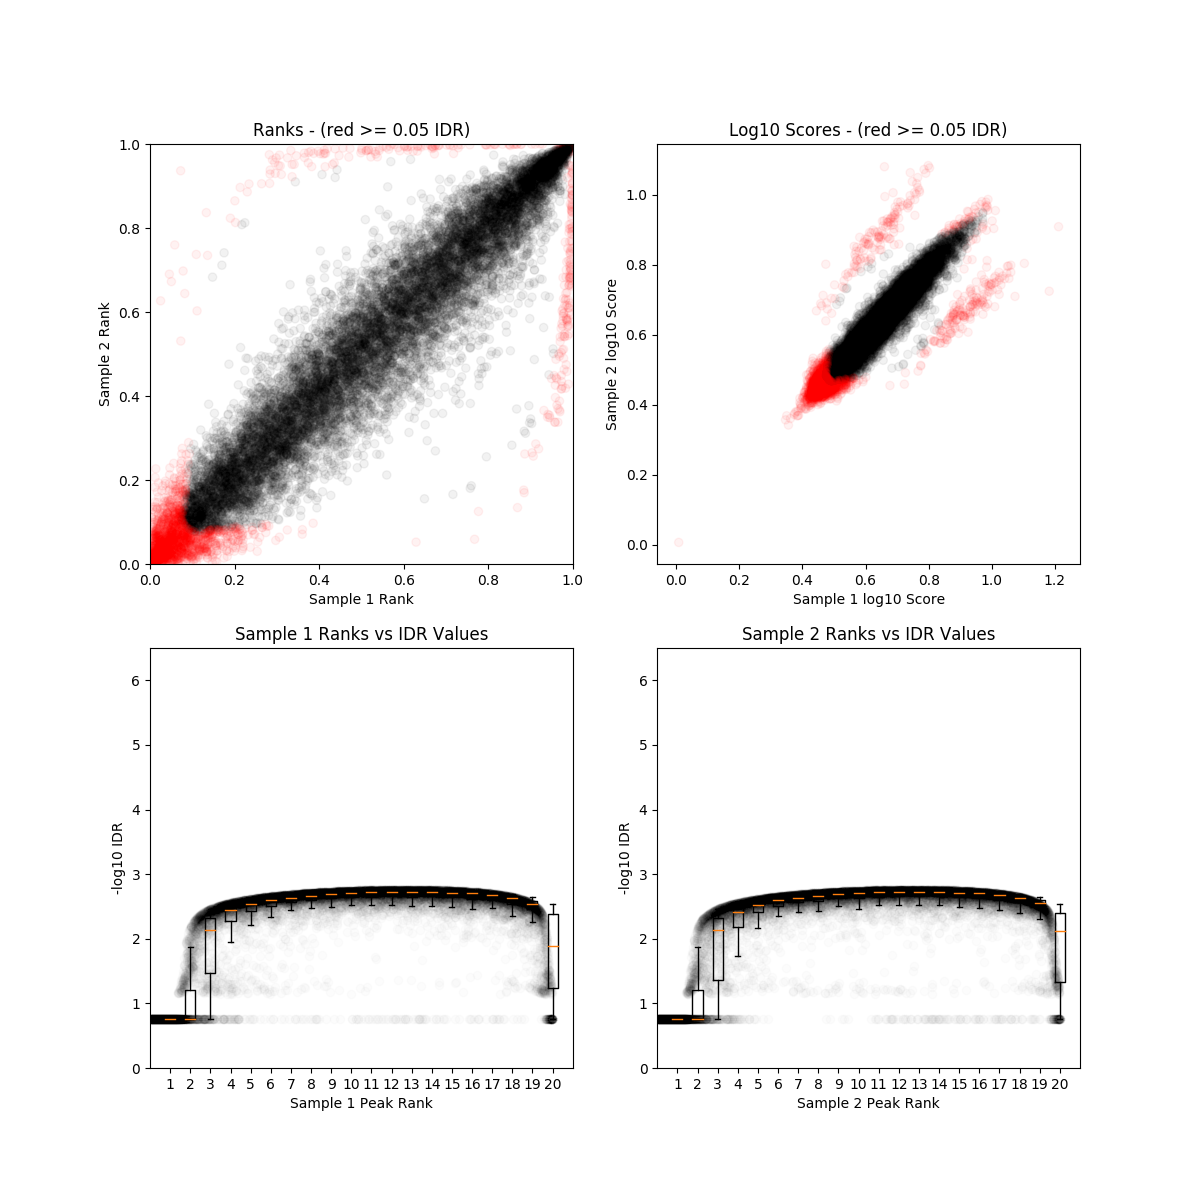 Ranks - (red >= 0.05 IDR)
1.0
0.8
0.6
0.4
0.2
0.0
Sample 2 Rank
0.0 0.2 0.4 0.6 0.8 1.0
Sample 1 Rank
Log10 Scores - (red >= 0.05 IDR)
1.0
0.8
0.6
0.4
0.2
0.0
Sample 2 log10 Score
0.0 0.2 0.4 0.6 0.8 1.0 1.2
Sample 1 log10 Score
Sample 1 Ranks vs IDR Values
6
5
4
3
2
1
0
-log10 IDR
1 2 3 4 5 6 7 8 9 10 11 12 13 14 15 16 17 18 19 20
Sample 1 Peak Rank
Sample 2 Ranks vs IDR Values
6
5
4
3
2
1
0
-log10 IDR
1 2 3 4 5 6 7 8 9 10 11 12 13 14 15 16 17 18 19 20
Sample 2 Peak Rank